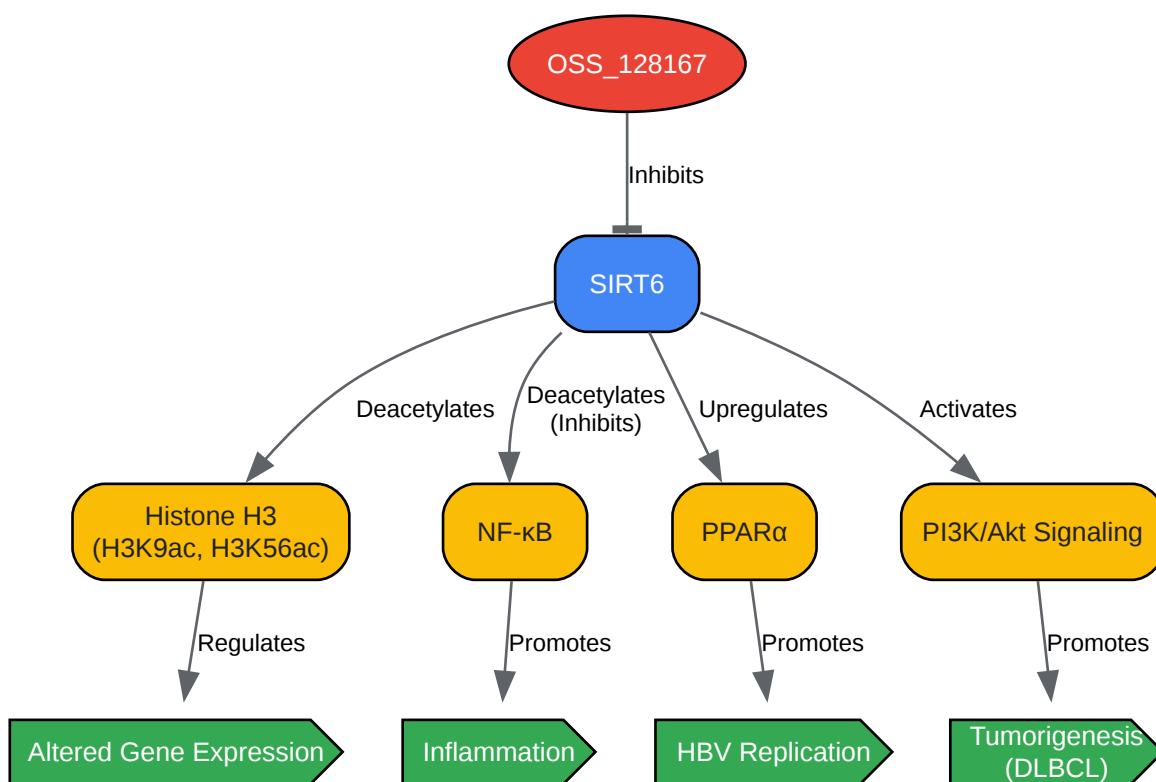 OSS_128167
Inhibits
SIRT6
Deacetylates
Deacetylates
(Inhibits)
Upregulates
Activates
Histone H3
(H3K9ac, H3K56ac)
NF-κB
PPARα
PI3K/Akt Signaling
Regulates
Promotes
Promotes
Promotes
Altered Gene Expression
Inflammation
HBV Replication
Tumorigenesis
(DLBCL)